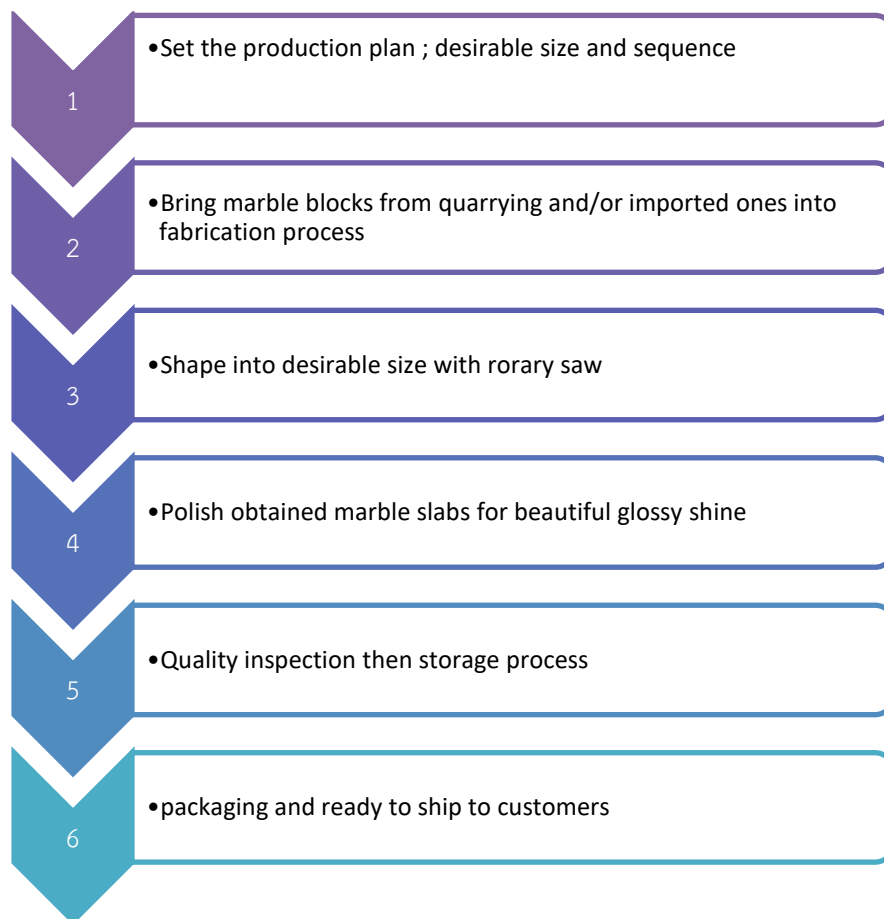 1
•Set the production plan ; desirable size and sequence
2
•Bring marble blocks from quarrying and/or imported ones into
fabrication process
3
•Shape into desirable size with rorary saw
4
•Polish obtained marble slabs for beautiful glossy shine
5
•Quality inspection then storage process
6
•packaging and ready to ship to customers